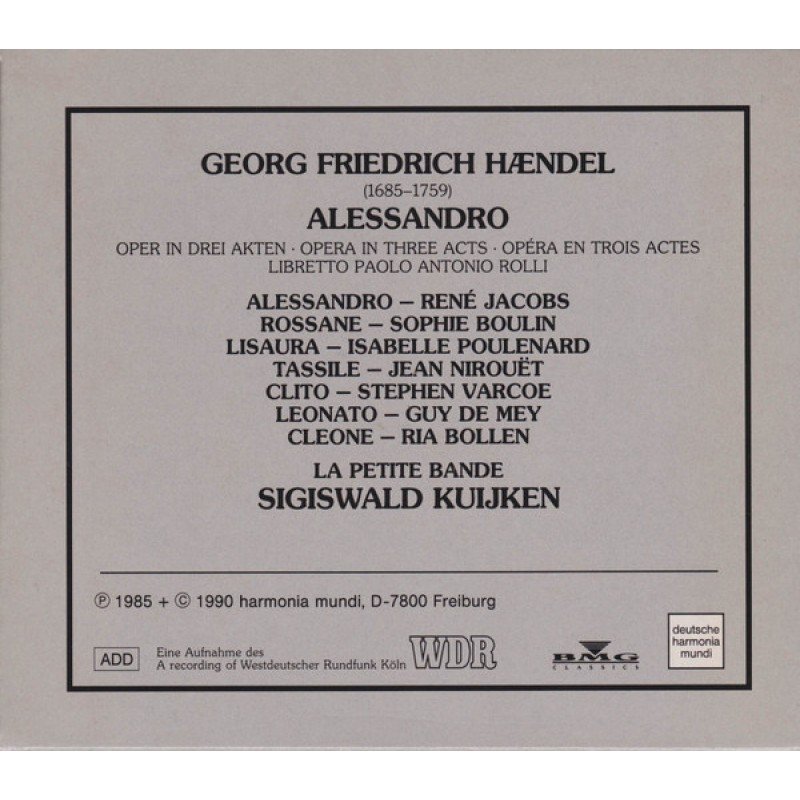 GEORG FRIEDRICH HÆNDEL
(1685–1759)
ALESSANDRO
OPER IN DREI AKTEN · OPERA IN THREE ACTS · OPÉRA EN TROIS ACTES
LIBRETTO PAOLO ANTONIO ROLLI
ALESSANDRO – RENÉ JACOBS
ROSSANE – SOPHIE BOULIN
LISAURA – ISABELLE POULENARD
TASSILE – JEAN NIROUËT
CLITO – STEPHEN VARCOE
LEONATO – GUY DE MEY
CLEONE – RIA BOLLEN
LA PETITE BANDE
SIGISWALD KUIJKEN
℗ 1985 + © 1990 harmonia mundi, D-7800 Freiburg
ADD
Eine Aufnahme des
A recording of Westdeutscher Rundfunk Köln
WDR
BMG
CLASSICS
deutsche
harmonia
mundi